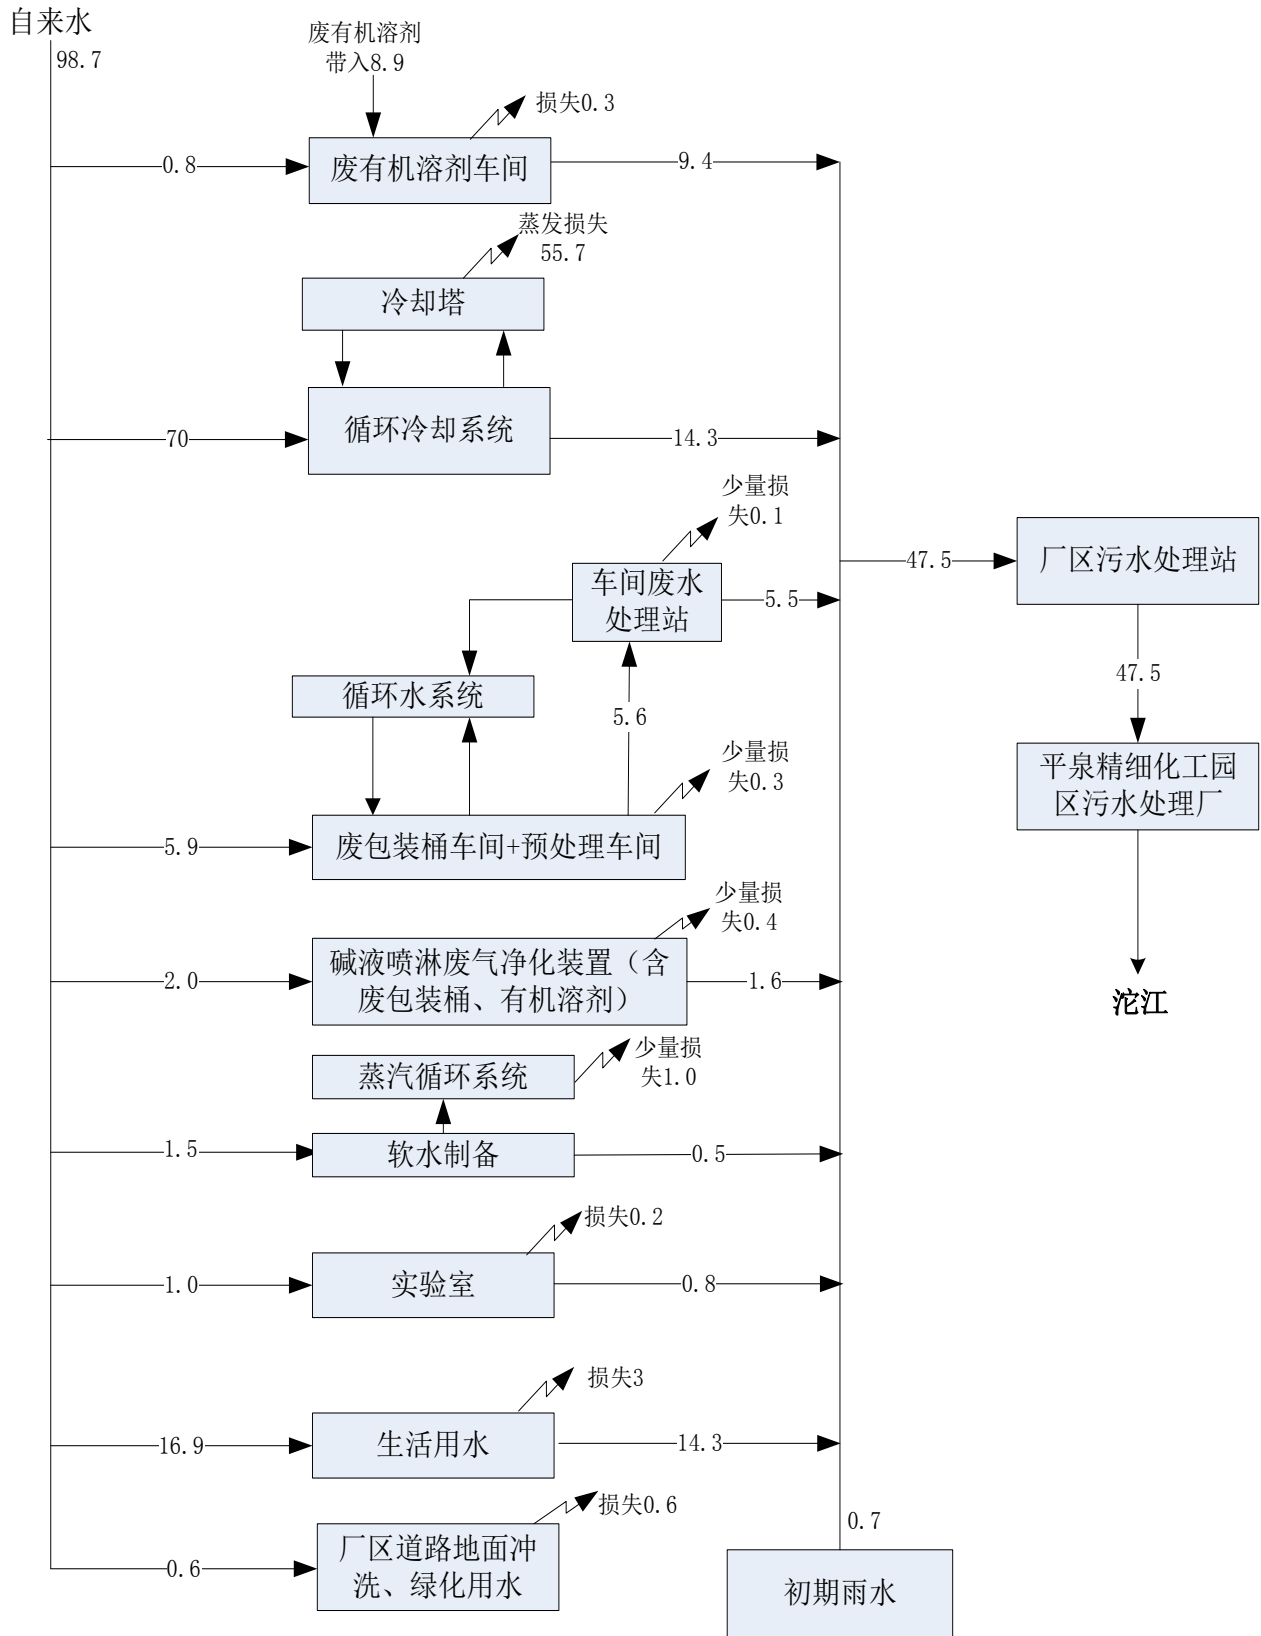 自来水
98.7
废有机溶剂
带入8.9
损失0.3
0.8
废有机溶剂车间
9.4
蒸发损失
55.7
冷却塔
70
循环冷却系统
14.3
少量损
失0.1
车间废水
处理站
5.5
47.5
厂区污水处理站
47.5
循环水系统
5.6
少量损
失0.3
平泉精细化工园
区污水处理厂
5.9
废包装桶车间+预处理车间
少量损
失0.4
2.0
碱液喷淋废气净化装置（含
废包装桶、有机溶剂）
1.6
沱江
少量损
失1.0
蒸汽循环系统
1.5
软水制备
0.5
损失0.2
1.0
实验室
0.8
损失3
16.9
生活用水
14.3
损失0.6
0.6
厂区道路地面冲
洗、绿化用水
0.7
初期雨水